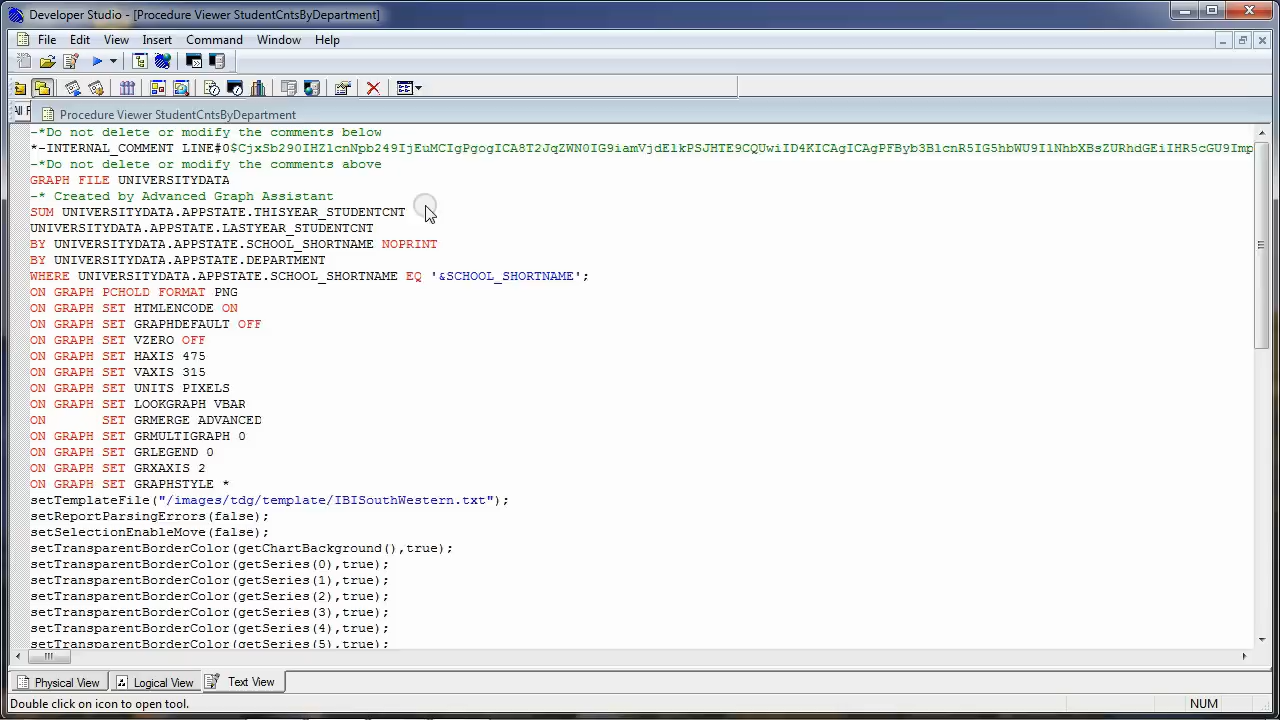 Developer Studio - [Procedure Viewer StudentCntsByDepartment]
File Edit View Insert Command Window Help
All F
Procedure Viewer StudentCntsByDepartment
-*Do not delete or modify the comments below
-*Do not delete or modify the comments above
GRAPH FILE UNIVERSITYDATA
-* Created by Advanced Graph Assistant
SUM UNIVERSITYDATA.APPSTATE.THISYEAR_STUDENTCNT
UNIVERSITYDATA.APPSTATE.LASTYEAR_STUDENTCNT
BY UNIVERSITYDATA.APPSTATE.SCHOOL_SHORTNAME NOPRINT
BY UNIVERSITYDATA.APPSTATE.DEPARTMENT
WHERE UNIVERSITYDATA.APPSTATE.SCHOOL_SHORTNAME EQ '&SCHOOL_SHORTNAME';
ON GRAPH PCHOLD FORMAT PNG
ON GRAPH SET HTMLENCODE ON
ON GRAPH SET GRAPHDEFAULT OFF
ON GRAPH SET VZERO OFF
ON GRAPH SET HAXIS 475
ON GRAPH SET VAXIS 315
ON GRAPH SET UNITS PIXELS
ON GRAPH SET LOOKGRAPH VBAR
ON SET GRMERGE ADVANCED
ON GRAPH SET GRMULTIGRAPH 0
ON GRAPH SET GRLEGEND 0
ON GRAPH SET GRXAXIS 2
ON GRAPH SET GRAPHSTYLE *
setTemplateFile("/images/tdg/template/IBISouthWestern.txt");
setReportParsingErrors(false);
setSelectionEnableMove(false);
setTransparentBorderColor(getChartBackground(),true);
setTransparentBorderColor(getSeries(0),true);
setTransparentBorderColor(getSeries(1),true);
setTransparentBorderColor(getSeries(2),true);
setTransparentBorderColor(getSeries(3),true);
setTransparentBorderColor(getSeries(4),true);
setTransparentBorderColor(getSeries(5),true);
Physical View Logical View Text View
Double click on icon to open tool. NUM